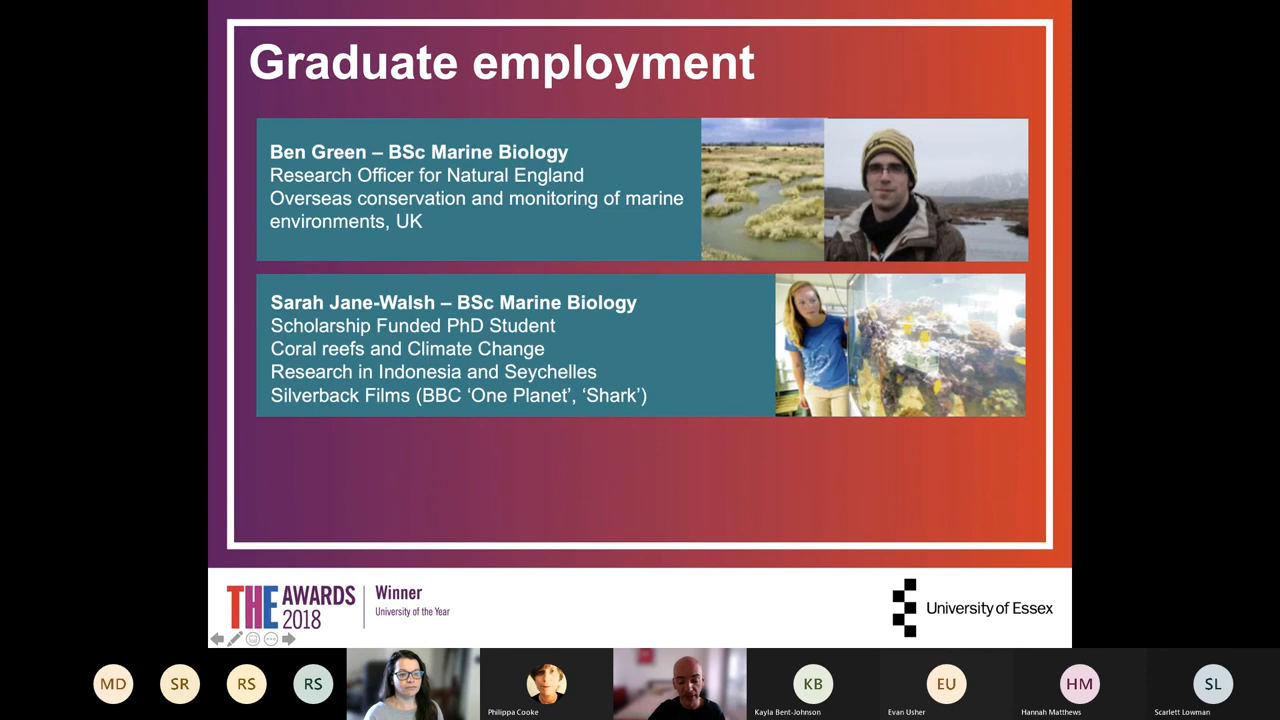 Graduate employment
Ben Green – BSc Marine Biology
Research Officer for Natural England
Overseas conservation and monitoring of marine
environments, UK
Sarah Jane-Walsh – BSc Marine Biology
Scholarship Funded PhD Student
Coral reefs and Climate Change
Research in Indonesia and Seychelles
Silverback Films (BBC ‘One Planet’, ‘Shark’)
THE AWARDS 2018
Winner
University of the Year
University of Essex
MD
SR
RS
RS
Philippa Cooke
KB
Kayla Bent-Johnson
EU
Evan Usher
HM
Hannah Matthews
SL
Scarlett Lowman